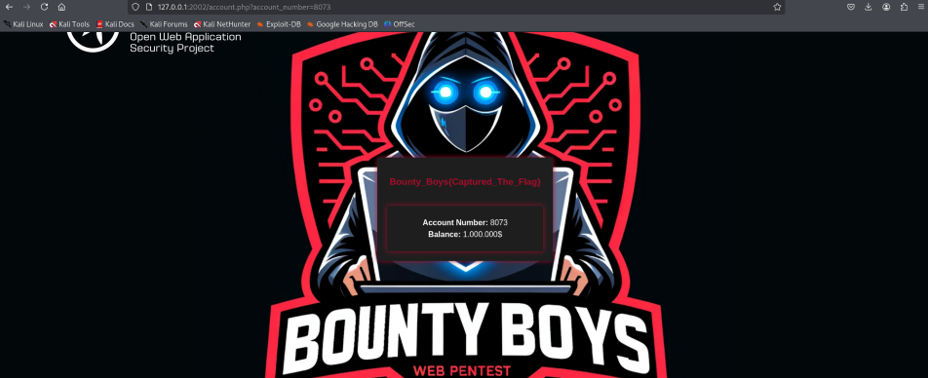 127.0.0.1:2002/account.php?account_number=8073
Kali Linux Kali Tools Kali Docs Kali Forums Kali NetHunter Exploit-DB Google Hacking DB OffSec
Open Web Application
Security Project
Bounty_Boys{Captured_The_Flag}
Account Number: 8073
Balance: 1.000.000$
BOUNTY BOYS
WEB PENTEST